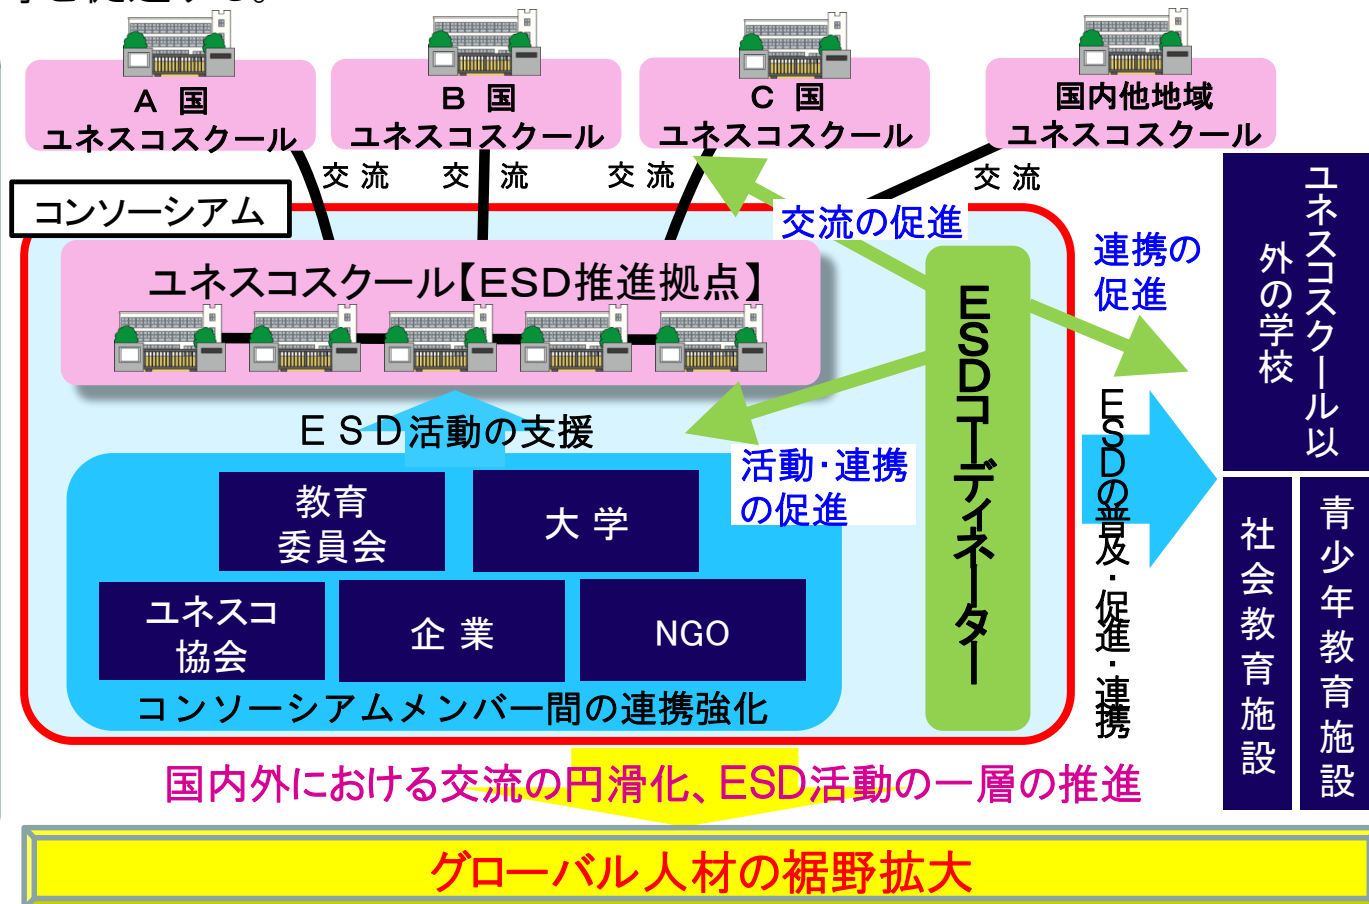 A 国
ユネスコスクール
B 国
ユネスコスクール
C 国
ユネスコスクール
国内他地域
ユネスコスクール
交 流
交 流
交 流
交 流
コンソーシアム
交流の促進
連携の
促進
ユネスコスクール【ESD推進拠点】
ESD活動の支援
活動・連携
の促進
教育
委員会
大 学
ユネスコ
協会
企 業
NGO
コンソーシアムメンバー間の連携強化
ESDコーディネーター
ESDの普及・促進・連携
ユネスコスクール以
外の学校
社会教育施設
青少年教育施設
国内外における交流の円滑化、ESD活動の一層の推進
グローバル人材の裾野拡大